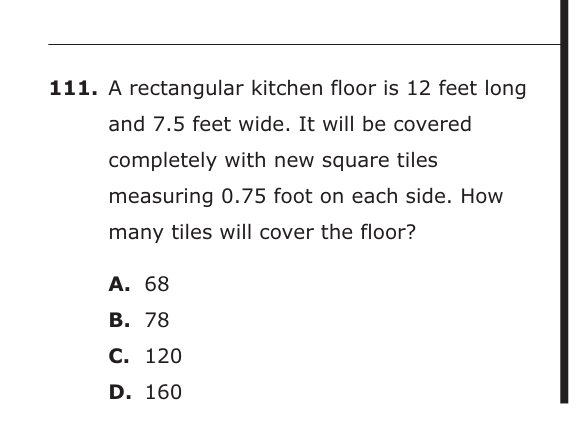 111. A rectangular kitchen floor is 12 feet long
and 7.5 feet wide. It will be covered
completely with new square tiles
measuring 0.75 foot on each side. How
many tiles will cover the floor?
A. 68
B. 78
C. 120
D. 160